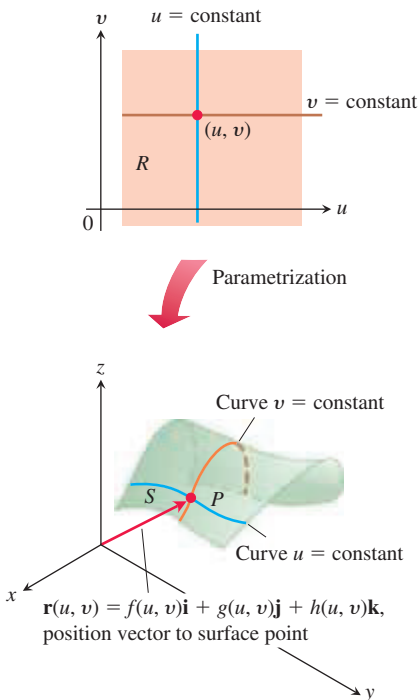 u = constant
υ
υ = constant
(u, υ)
R
0
u
Parametrization
z
Curve υ = constant
S
P
Curve u = constant
x
r(u, υ) = f(u, υ)i + g(u, υ)j + h(u, υ)k,
position vector to surface point
y